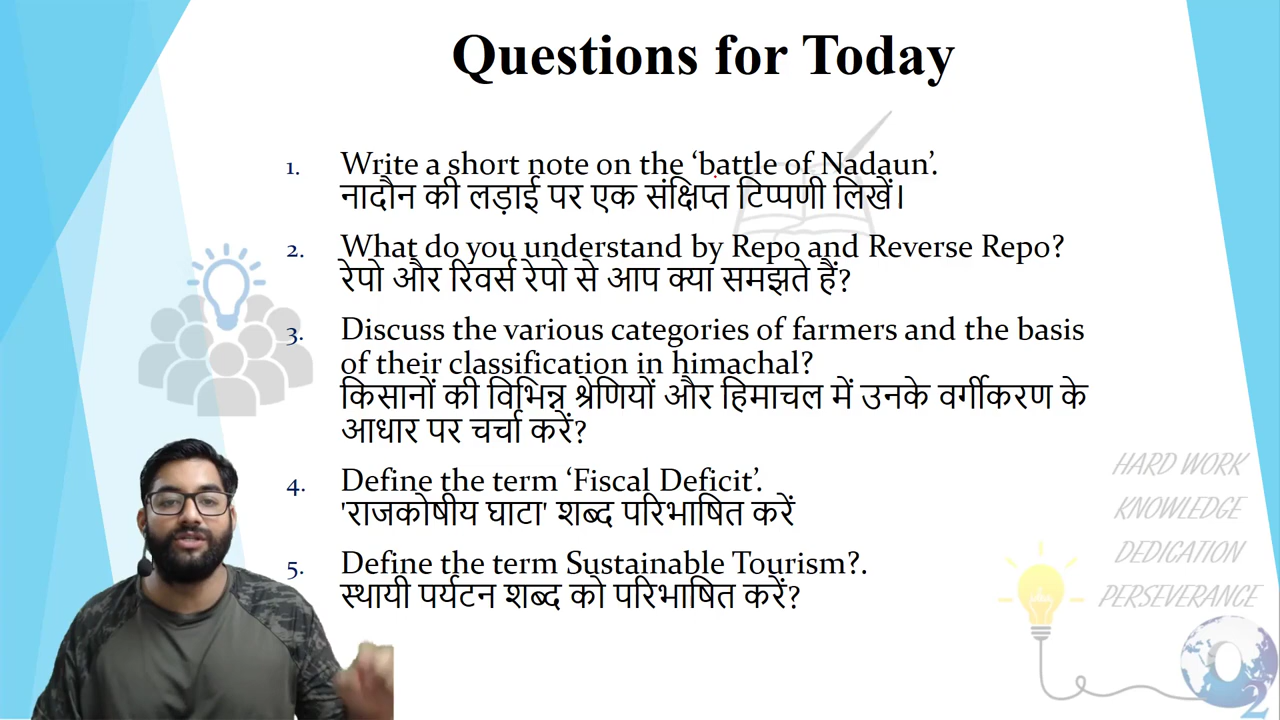 Questions for Today
1. Write a short note on the ‘battle of Nadaun’.
नादौन की लड़ाई पर एक संक्षिप्त टिप्पणी लिखें।
2. What do you understand by Repo and Reverse Repo?
रेपो और रिवर्स रेपो से आप क्या समझते हैं?
3. Discuss the various categories of farmers and the basis
of their classification in himachal?
किसानों की विभिन्न श्रेणियों और हिमाचल में उनके वर्गीकरण के
आधार पर चर्चा करें?
4. Define the term ‘Fiscal Deficit’.
'राजकोषीय घाटा' शब्द परिभाषित करें
5. Define the term Sustainable Tourism?.
स्थायी पर्यटन शब्द को परिभाषित करें?
HARD WORK
KNOWLEDGE
DEDICATION
PERSEVERANCE
O
2